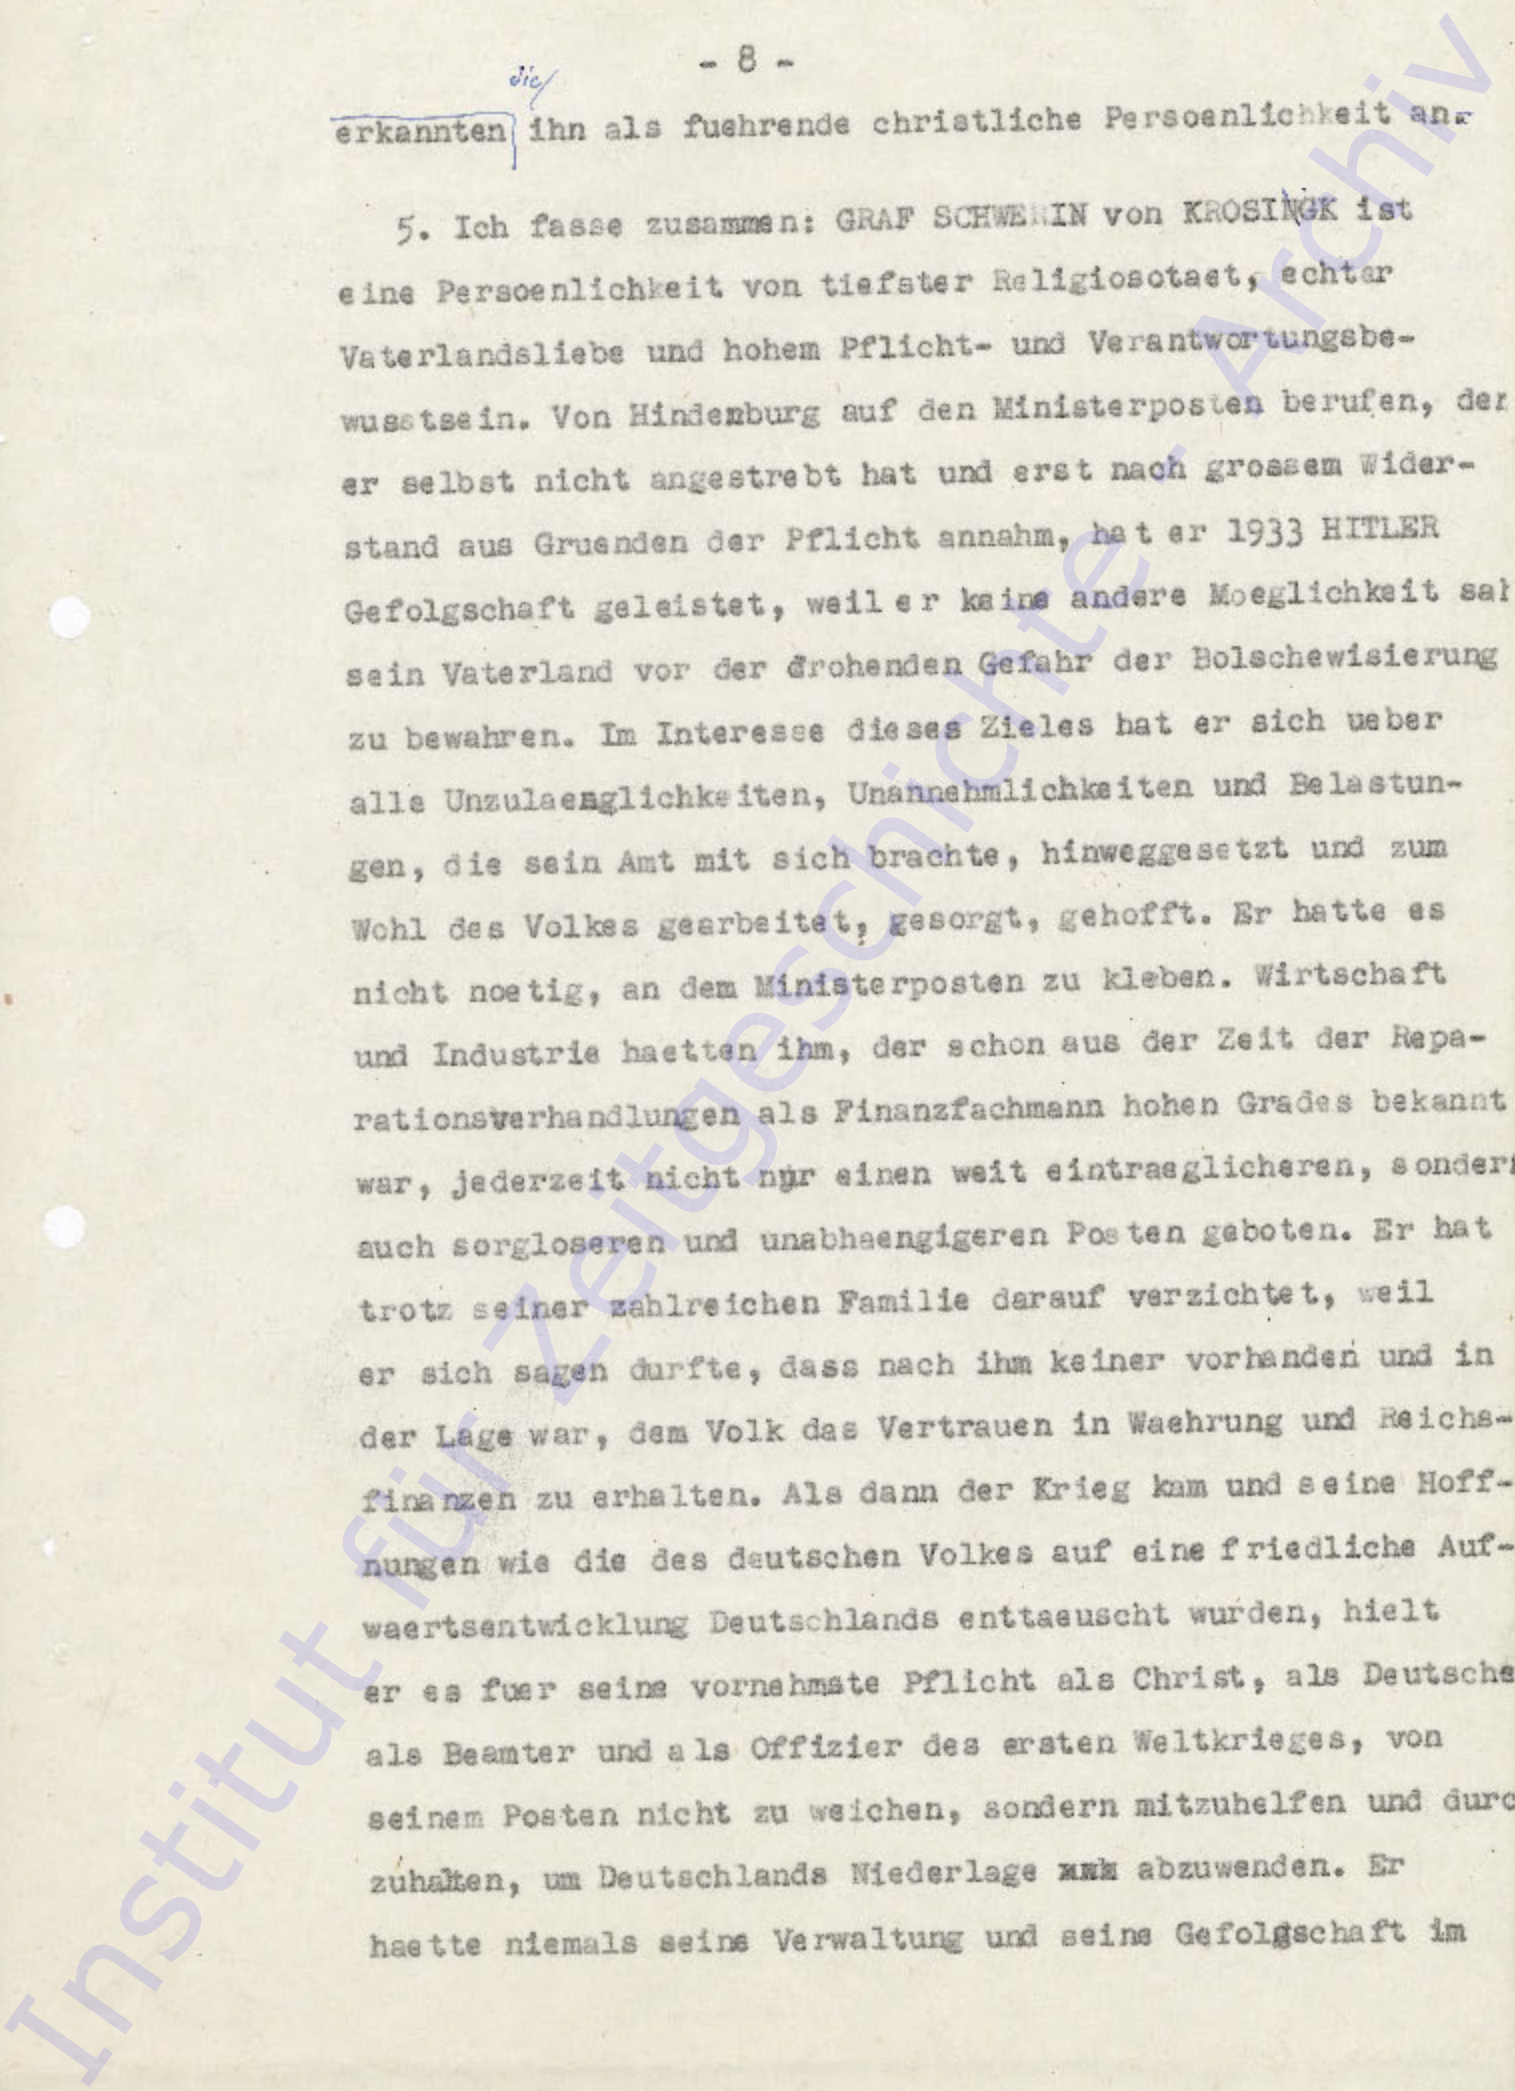 - 8 -
die/
erkannten ihn als fuehrende christliche Persoenlichkeit an.
5. Ich fasse zusammen: GRAF SCHWERIN von KROSINGK ist
eine Persoenlichkeit von tiefster Religiosotaet, echter
Vaterlandsliebe und hohem Pflicht- und Verantwortungsbe-
wusstsein. Von Hindenburg auf den Ministerposten berufen, den
er selbst nicht angestrebt hat und erst nach grossem Wider-
stand aus Gruenden der Pflicht annahm, hat er 1933 HITLER
Gefolgschaft geleistet, weil er keine andere Moeglichkeit sah
sein Vaterland vor der drohenden Gefahr der Bolschewisierung
zu bewahren. Im Interesse dieses Zieles hat er sich ueber
alle Unzulaenglichkeiten, Unannehmlichkeiten und Belastun-
gen, die sein Amt mit sich brachte, hinweggesetzt und zum
Wohl des Volkes gearbeitet, gesorgt, gehofft. Er hatte es
nicht noetig, an dem Ministerposten zu kleben. Wirtschaft
und Industrie haetten ihm, der schon aus der Zeit der Repa-
rationsverhandlungen als Finanzfachmann hohen Grades bekannt
war, jederzeit nicht nur einen weit eintraeglicheren, sondern
auch sorgloseren und unabhaengigeren Posten geboten. Er hat
trotz seiner zahlreichen Familie darauf verzichtet, weil
er sich sagen durfte, dass nach ihm keiner vorhanden und in
der Lage war, dem Volk das Vertrauen in Waehrung und Reichs-
finanzen zu erhalten. Als dann der Krieg kam und seine Hoff-
nungen wie die des deutschen Volkes auf eine friedliche Auf-
waertsentwicklung Deutschlands enttaeuscht wurden, hielt
er es fuer seine vornehmste Pflicht als Christ, als Deutsche
als Beamter und als Offizier des ersten Weltkrieges, von
seinem Posten nicht zu weichen, sondern mitzuhelfen und durc
zuhalten, um Deutschlands Niederlage abzuwenden. Er
haette niemals seine Verwaltung und seine Gefolgschaft im
Institut für Zeitgeschichte - Archiv